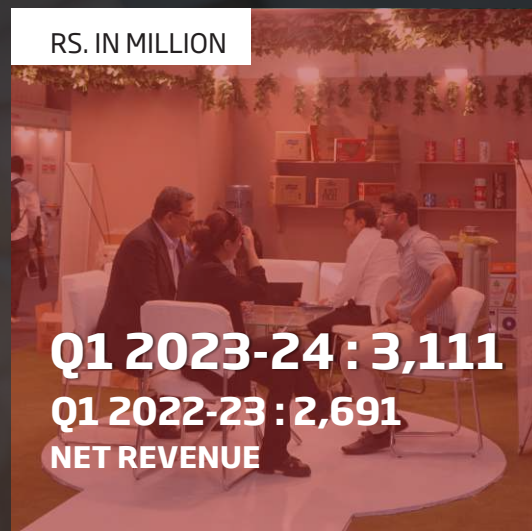 RS. IN MILLION
Q1 2023-24 : 3,111
Q1 2022-23 : 2,691
NET REVENUE